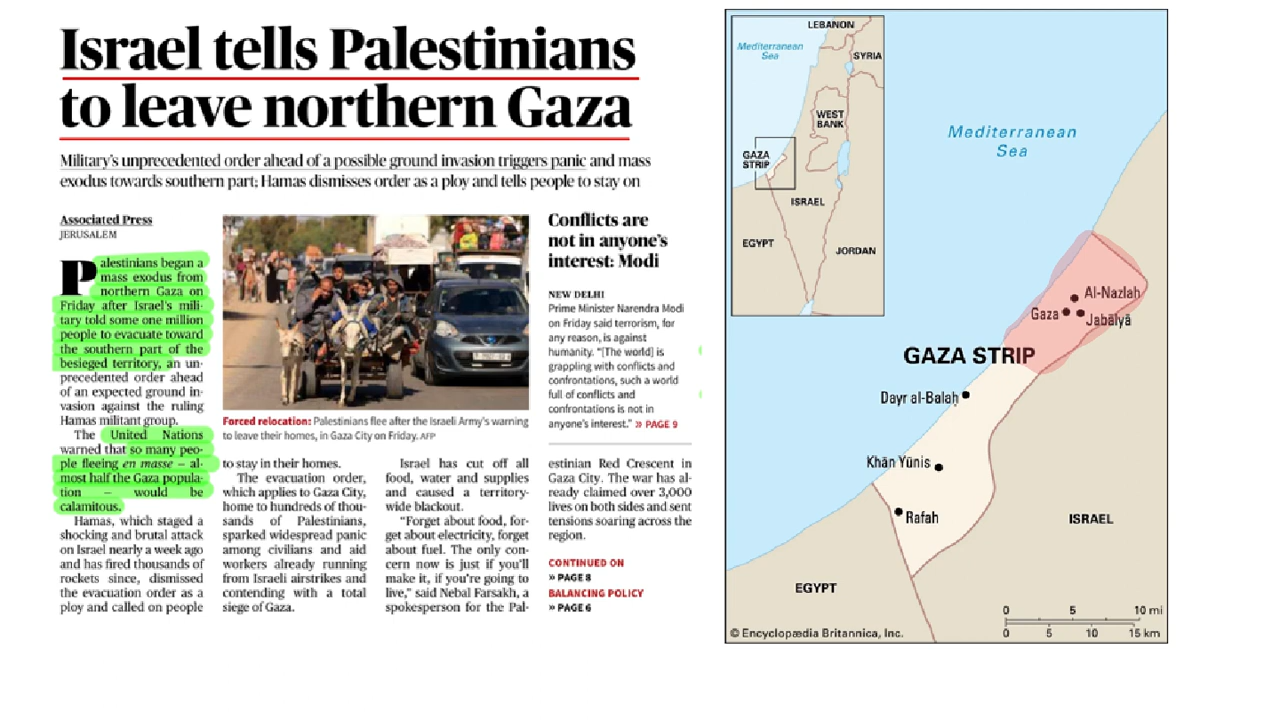 Israel tells Palestinians
to leave northern Gaza
Military's unprecedented order ahead of a possible ground invasion triggers panic and mass
exodus towards southern part; Hamas dismisses order as a ploy and tells people to stay on
Associated Press
JERUSALEM
Palestinians began a
mass exodus from
northern Gaza on
Friday after Israel's mili-
tary told some one million
people to evacuate toward
the southern part of the
besieged territory, an un-
precedented order ahead
of an expected ground in-
vasion against the ruling
Hamas militant group.
The United Nations
warned that so many peo-
ple fleeing en masse – al-
most half the Gaza popula-
tion – would be
calamitous.
Hamas, which staged a
shocking and brutal attack
on Israel nearly a week ago
and has fired thousands of
rockets since, dismissed
the evacuation order as a
ploy and called on people
Forced relocation: Palestinians flee after the Israeli Army's warning
to leave their homes, in Gaza City on Friday. AFP
to stay in their homes.
The evacuation order,
which applies to Gaza City,
home to hundreds of thou-
sands of Palestinians,
sparked widespread panic
among civilians and aid
workers already running
from Israeli airstrikes and
contending with a total
siege of Gaza.
Israel has cut off all
food, water and supplies
and caused a territory-
wide blackout.
"Forget about food, for-
get about electricity, forget
about fuel. The only con-
cern now is just if you'll
make it, if you're going to
live," said Nebal Farsakh, a
spokesperson for the Pal-
estinian Red Crescent in
Gaza City. The war has al-
ready claimed over 3,000
lives on both sides and sent
tensions soaring across the
region.
CONTINUED ON
» PAGE 8
BALANCING POLICY
» PAGE 6
Conflicts are
not in anyone's
interest: Modi
NEW DELHI
Prime Minister Narendra Modi
on Friday said terrorism, for
any reason, is against
humanity. "[The world] is
grappling with conflicts and
confrontations, such a world
full of conflicts and
confrontations is not in
anyone's interest." » PAGE 9
LEBANON
Mediterranean
Sea
SYRIA
WEST
BANK
GAZA
STRIP
ISRAEL
EGYPT
JORDAN
Mediterranean
Sea
Al-Nazlah
Gaza
Jabālyā
GAZA STRIP
Dayr al-Balaḥ
Khān Yūnis
Rafah
ISRAEL
EGYPT
0 5 10 mi
0 5 10 15 km
© Encyclopædia Britannica, Inc.